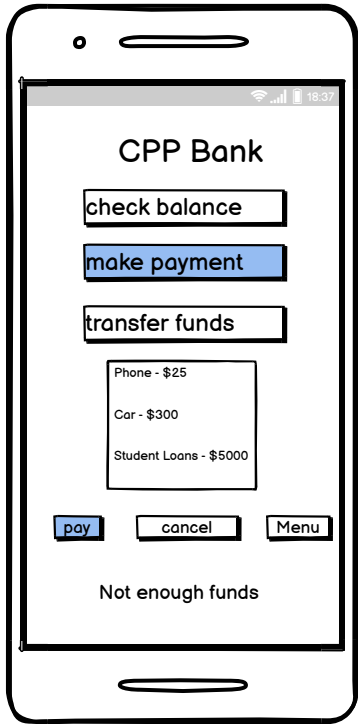 18:37
CPP Bank
check balance
make payment
transfer funds
Phone - $25
Car - $300
Student Loans - $5000
pay cancel Menu
Not enough funds